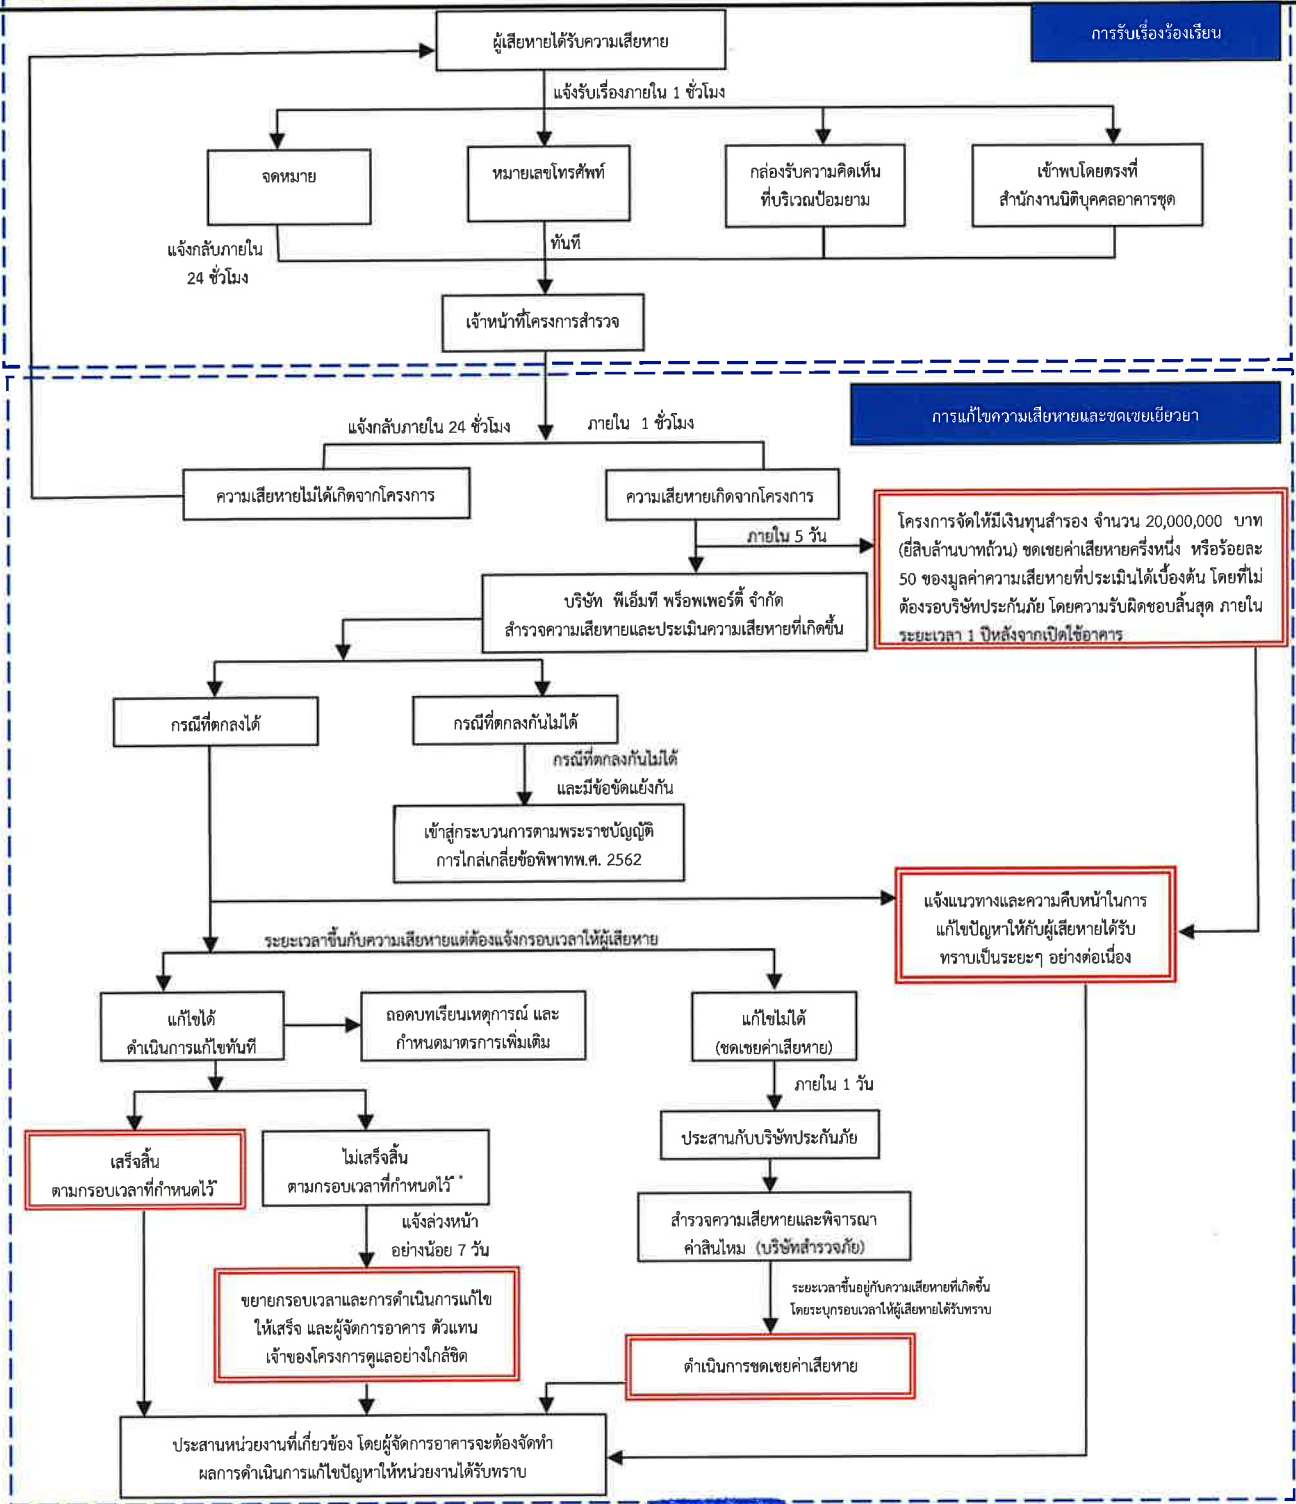 การรับเรื่องร้องเรียน
ผู้เสียหายได้รับความเสียหาย
แจ้งรับเรื่องภายใน 1 ชั่วโมง
จดหมาย
หมายเลขโทรศัพท์
กล่องรับความคิดเห็น
ที่บริเวณป้อมยาม
เข้าพบโดยตรงที่
สำนักงานนิติบุคคลอาคารชุด
แจ้งกลับภายใน
24 ชั่วโมง
ทันที
เจ้าหน้าที่โครงการสำรวจ
การแก้ไขความเสียหายและชดเชยเยียวยา
แจ้งกลับภายใน 24 ชั่วโมง
ภายใน 1 ชั่วโมง
ความเสียหายไม่ได้เกิดจากโครงการ
ความเสียหายเกิดจากโครงการ
ภายใน 5 วัน
โครงการจัดให้มีเงินทุนสำรอง จำนวน 20,000,000 บาท
(ยี่สิบล้านบาทถ้วน) ชดเชยค่าเสียหายครึ่งหนึ่ง หรือร้อยละ
50 ของมูลค่าความเสียหายที่ประเมินได้เบื้องต้น โดยที่ไม่
ต้องรอบริษัทประกันภัย โดยความรับผิดชอบสิ้นสุด ภายใน
ระยะเวลา 1 ปีหลังจากเปิดใช้อาคาร
บริษัท พีเอ็มที พร็อพเพอร์ตี้ จำกัด
สำรวจความเสียหายและประเมินความเสียหายที่เกิดขึ้น
กรณีที่ตกลงได้
กรณีที่ตกลงกันไม่ได้
กรณีที่ตกลงกันไม่ได้
และมีข้อขัดแย้งกัน
เข้าสู่กระบวนการตามพระราชบัญญัติ
การไกล่เกลี่ยข้อพิพาทพ.ศ. 2562
แจ้งแนวทางและความคืบหน้าในการ
แก้ไขปัญหาให้กับผู้เสียหายได้รับ
ทราบเป็นระยะๆ อย่างต่อเนื่อง
ระยะเวลาขึ้นกับความเสียหายแต่ต้องแจ้งกรอบเวลาให้ผู้เสียหาย
แก้ไขได้
ดำเนินการแก้ไขทันที
ถอดบทเรียนเหตุการณ์ และ
กำหนดมาตรการเพิ่มเติม
แก้ไขไม่ได้
(ชดเชยค่าเสียหาย)
ภายใน 1 วัน
ประสานกับบริษัทประกันภัย
เสร็จสิ้น
ตามกรอบเวลาที่กำหนดไว้*
ไม่เสร็จสิ้น
ตามกรอบเวลาที่กำหนดไว้**
สำรวจความเสียหายและพิจารณา
ค่าสินไหม (บริษัทสำรวจภัย)
แจ้งล่วงหน้า
อย่างน้อย 7 วัน
ขยายกรอบเวลาและการดำเนินการแก้ไข
ให้เสร็จ และผู้จัดการอาคาร ตัวแทน
เจ้าของโครงการดูแลอย่างใกล้ชิด
ระยะเวลาขึ้นอยู่กับความเสียหายที่เกิดขึ้น
โดยระบุกรอบเวลาให้ผู้เสียหายได้รับทราบ
ดำเนินการชดเชยค่าเสียหาย
ประสานหน่วยงานที่เกี่ยวข้อง โดยผู้จัดการอาคารจะต้องจัดทำ
ผลการดำเนินการแก้ไขปัญหาให้หน่วยงานได้รับทราบ